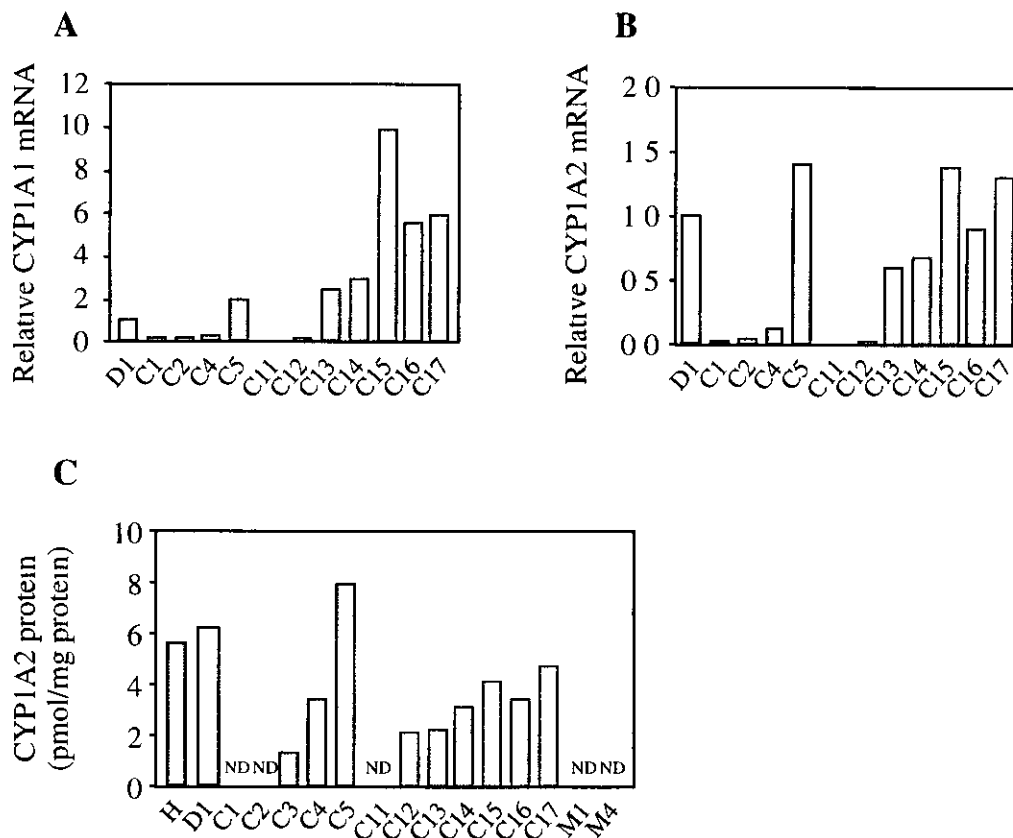 A
Relative CYP1A1 mRNA
12
10
8
6
4
2
0
D1 C1 C2 C4 C5 C11 C12 C13 C14 C15 C16 C17
B
Relative CYP1A2 mRNA
2 0
1 5
1 0
0 5
0 0
D1 C1 C2 C4 C5 C11 C12 C13 C14 C15 C16 C17
C
CYP1A2 protein
(pmol/mg protein)
10
8
6
4
2
0
ND ND ND ND ND
H D1 C1 C2 C3 C4 C5 C11 C12 C13 C14 C15 C16 C17 M1 M4